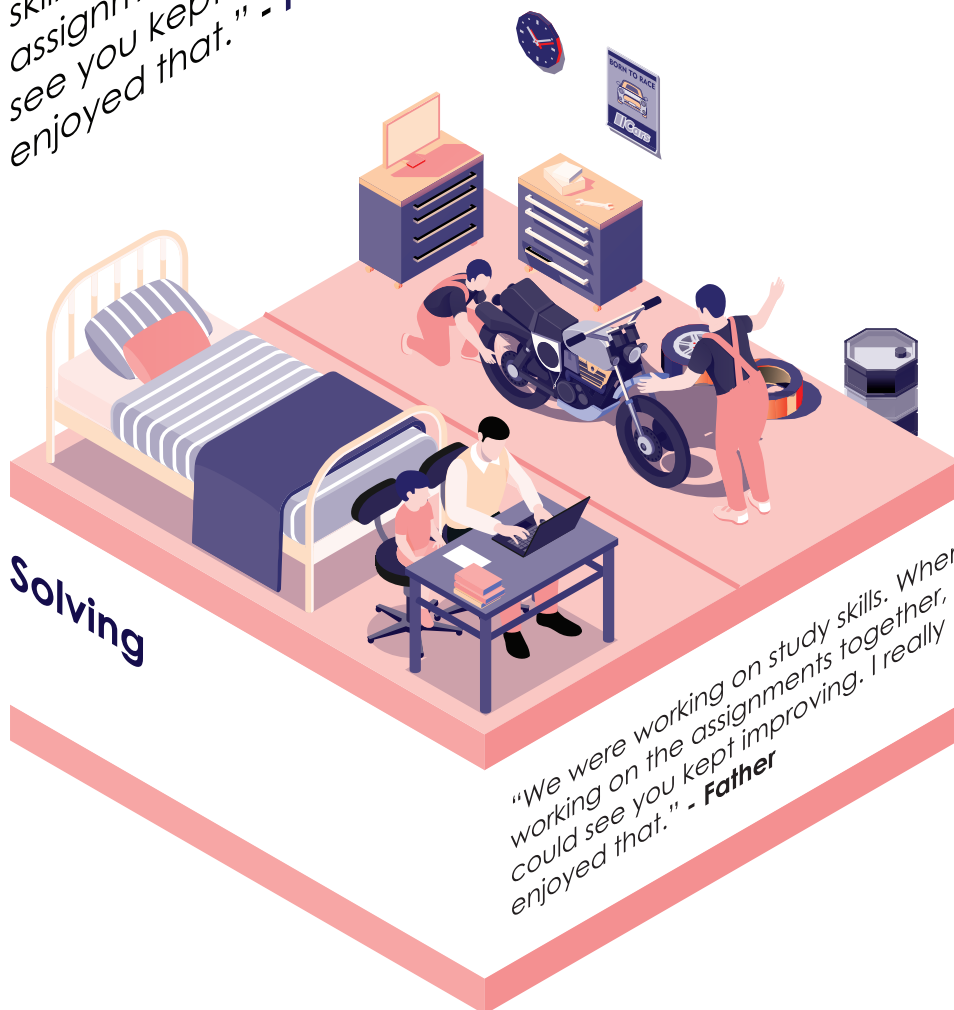 assignm
see you kept
enjoyed that.” -
BORN TO RACE
Cars
Solving
“We were working on study skills. When
working on the assignments together,
could see you kept improving. I really
enjoyed that.” - Father